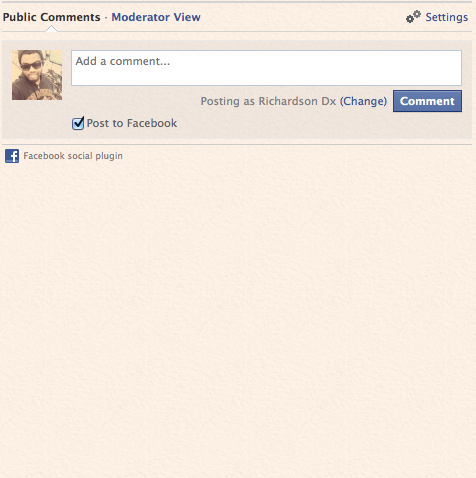 Public Comments · Moderator View
Settings
Add a comment...
Posting as Richardson Dx (Change)
Comment
Post to Facebook
Facebook social plugin